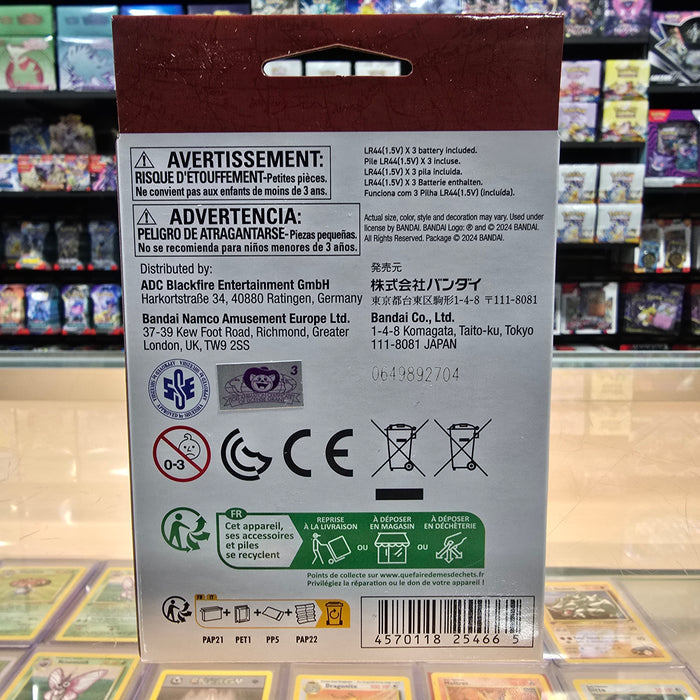 AVERTISSEMENT:
RISQUE D'ÉTOUFFEMENT-Petites pièces.
Ne convient pas aux enfants de moins de 3 ans.
ADVERTENCIA:
PELIGRO DE ATRAGANTARSE-Piezas pequeñas.
No se recomienda para niños menores de 3 años.
LR44(1.5V) X 3 battery included.
Pile LR44(1.5V) X 3 incluse.
LR44(1.5V) X 3 pila incluida.
LR44(1.5V) X 3 Batterie enthalten.
Funciona com 3 Pilha LR44(1.5V) (incluída).
Actual size, color, style and decoration may vary. Used under
license by BANDAI. BANDAI Logo: ® and © 2024 BANDAI.
All Rights Reserved. Package © 2024 BANDAI.
Distributed by:
ADC Blackfire Entertainment GmbH
Harkortstraße 34, 40880 Ratingen, Germany
Bandai Namco Amusement Europe Ltd.
37-39 Kew Foot Road, Richmond, Greater
London, UK, TW9 2SS
発売元
株式会社バンダイ
東京都台東区駒形1-4-8 〒111-8081
Bandai Co., Ltd.
1-4-8 Komagata, Taito-ku, Tokyo
111-8081 JAPAN
0649892704
3
0-3
CE
FR
Cet appareil,
ses accessoires
et piles
se recyclent
REPRISE
À LA LIVRAISON
OU
À DÉPOSER
EN MAGASIN
OU
À DÉPOSER
EN DÉCHÈTERIE
Points de collecte sur www.quefairedemesdechets.fr
Privilégiez la réparation ou le don de votre appareil !
FR
IT
+
+
+
PAP21
PET1
PP5
PAP22
4570118 25466 5
Dragonite